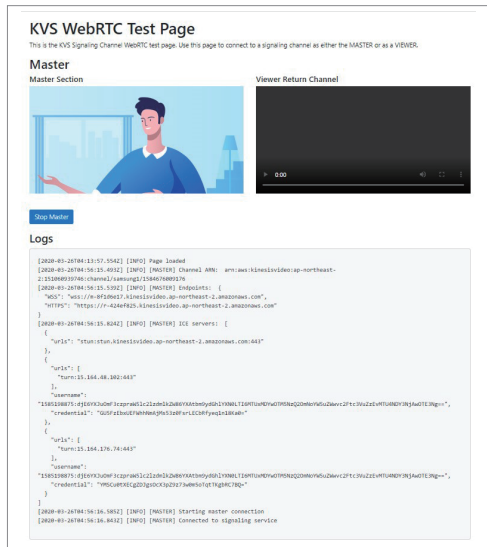 KVS WebRTC Test Page
This is the KVS Signaling Channel WebRTC test page. Use this page to connect to a signaling channel as either the MASTER or as a VIEWER.
Master
Master Section
Viewer Return Channel
0:00
Stop Master
Logs
[2020-03-26T04:13:57.554Z] [INFO] Page loaded
[2020-03-26T04:56:15.493Z] [INFO] [MASTER] Channel ARN: arn:aws:kinesisvideo:ap-northeast-
2:151060939746:channel/samsung1/1584676009176
[2020-03-26T04:56:15.539Z] [INFO] [MASTER] Endpoints: {
"WSS": "wss://m-8f1d6e17.kinesisvideo.ap-northeast-2.amazonaws.com",
"HTTPS": "https://r-424ef825.kinesisvideo.ap-northeast-2.amazonaws.com"
}
[2020-03-26T04:56:15.824Z] [INFO] [MASTER] ICE servers: [
{
"urls": "stun:stun.kinesisvideo.ap-northeast-2.amazonaws.com:443"
},
{
"urls": [
"turn:15.164.48.102:443"
],
"username":
"credential":
},
{
"urls": [
"turn:15.164.176.74:443"
],
"username":
"credential":
}
]
[2020-03-26T04:56:16.585Z] [INFO] [MASTER] Starting master connection
[2020-03-26T04:56:16.843Z] [INFO] [MASTER] Connected to signaling service